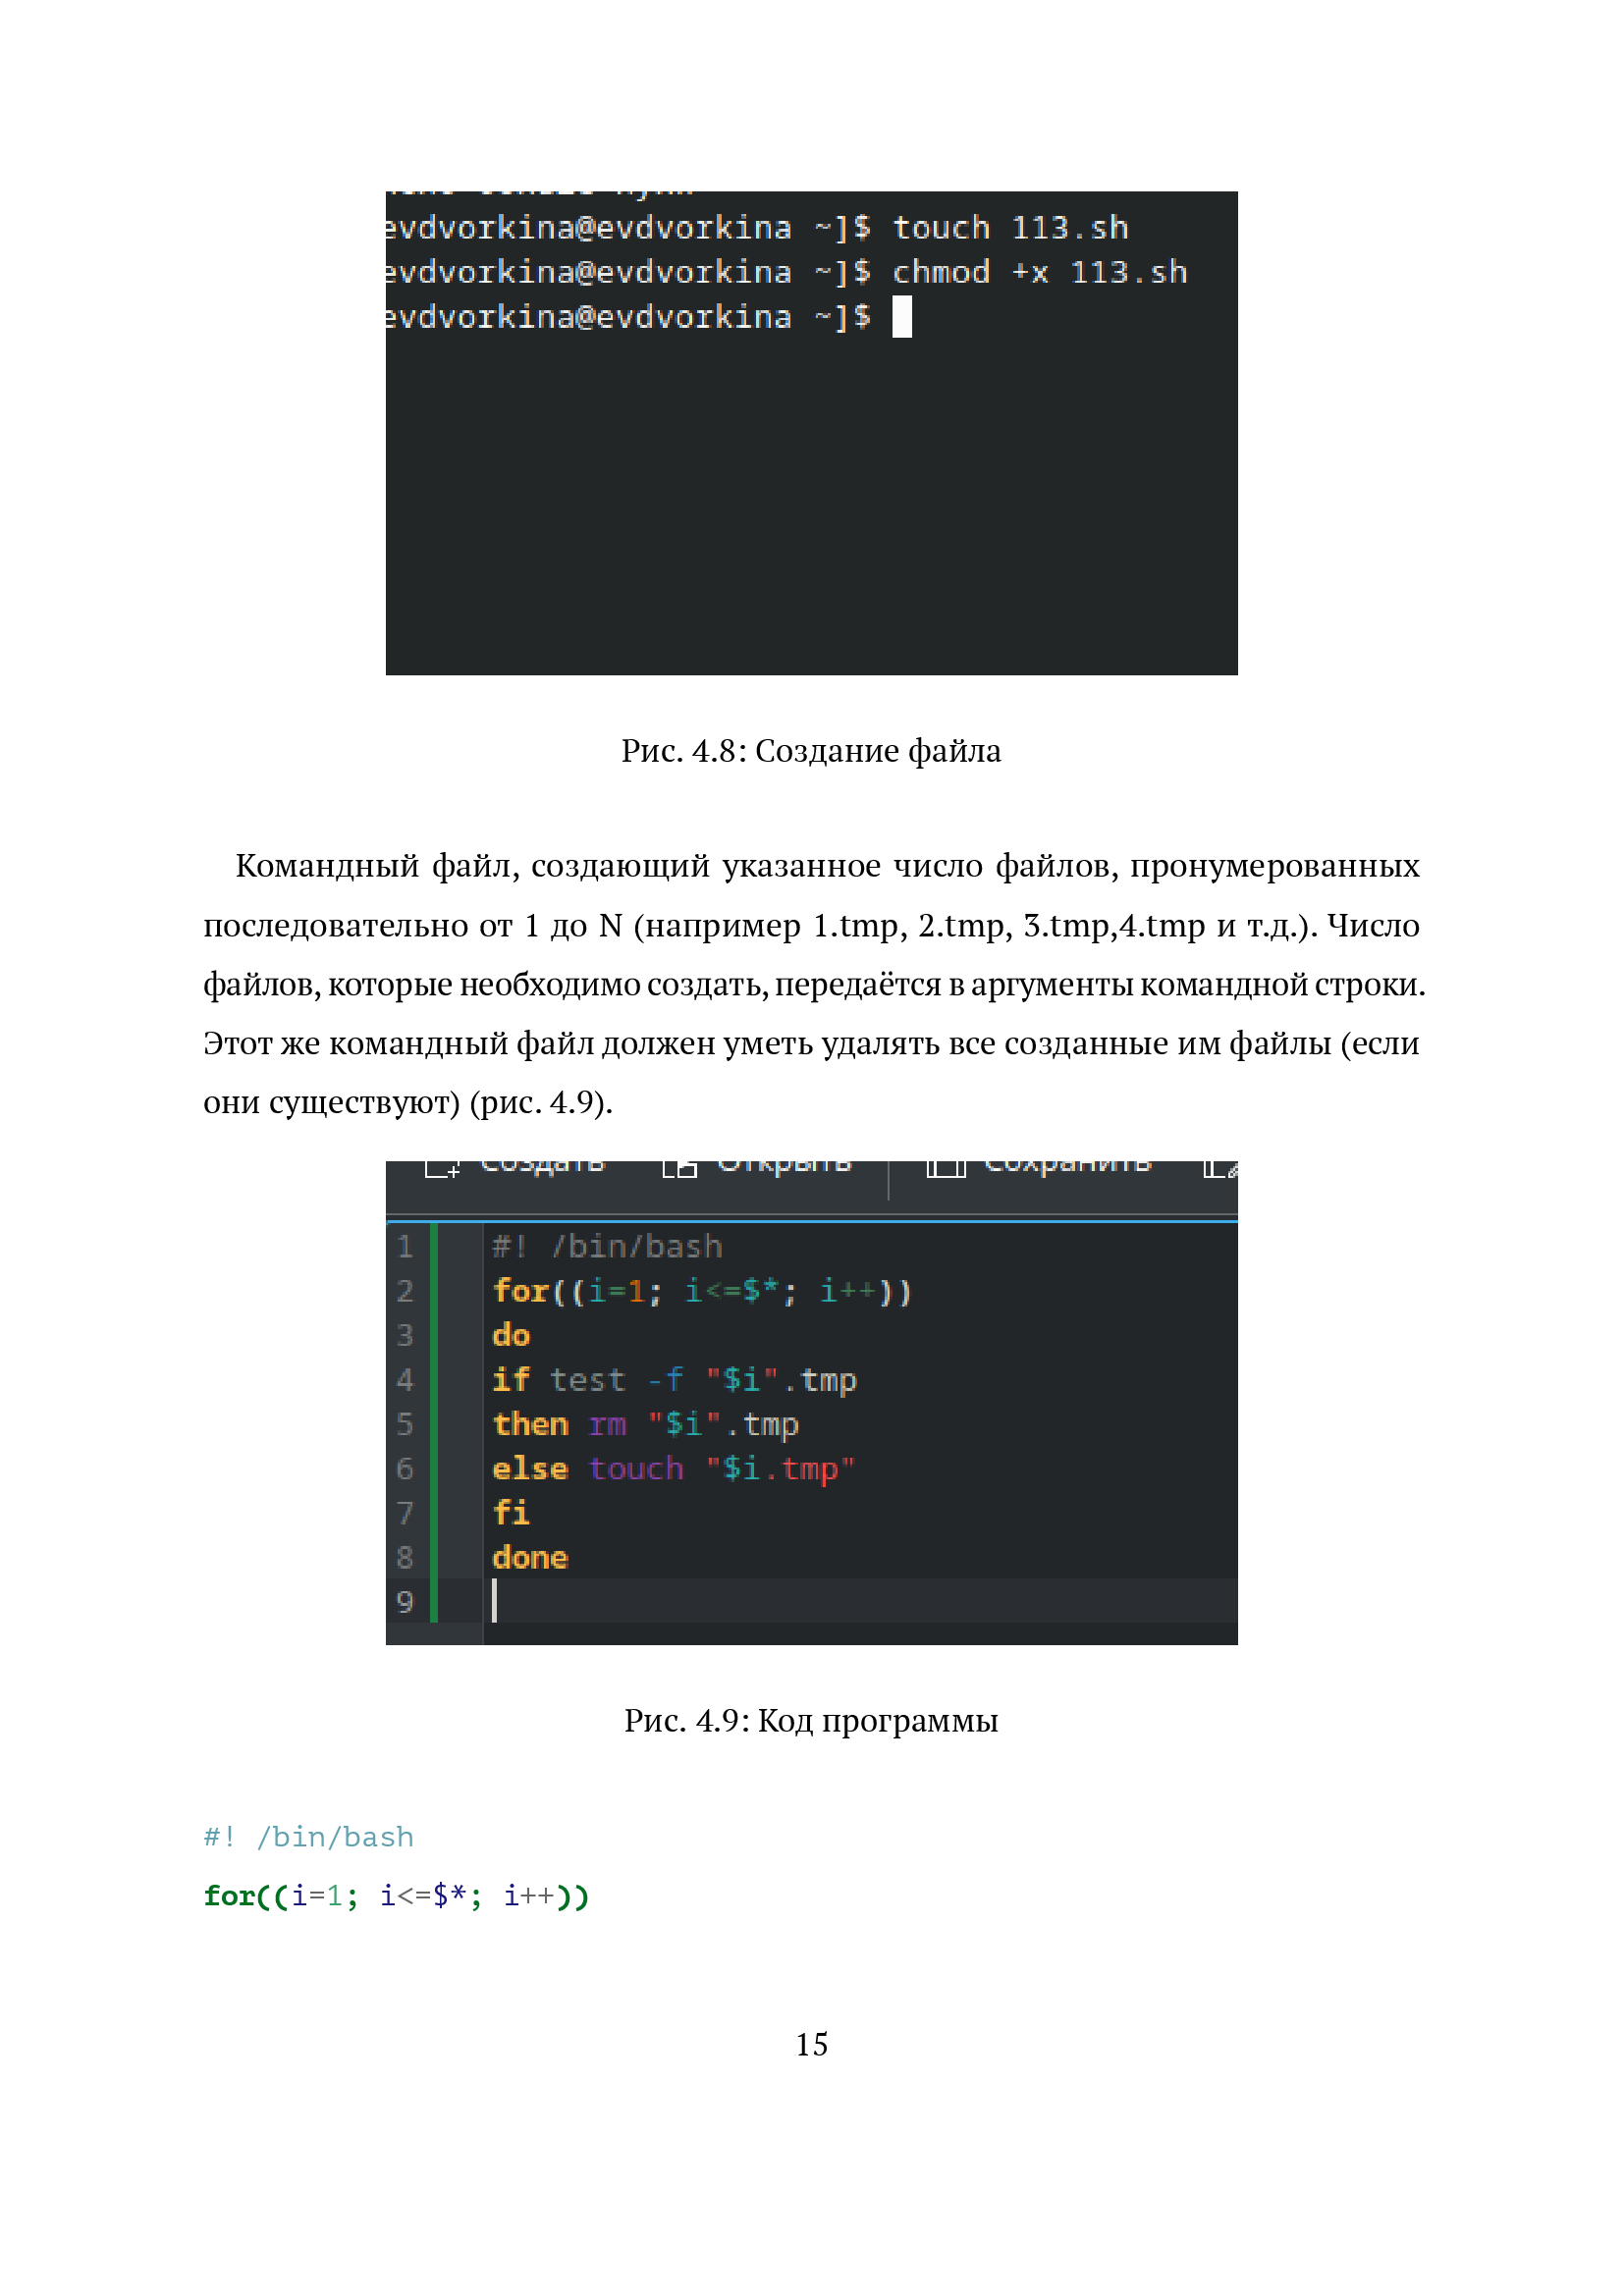 evdvorkina@evdvorkina ~]$ touch 113.sh
evdvorkina@evdvorkina ~]$ chmod +x 113.sh
evdvorkina@evdvorkina ~]$
Рис. 4.8: Создание файла
Командный файл, создающий указанное число файлов, пронумерованных
последовательно от 1 до N (например 1.tmp, 2.tmp, 3.tmp,4.tmp и т.д.). Число
файлов, которые необходимо создать, передаётся в аргументы командной строки.
Этот же командный файл должен уметь удалять все созданные им файлы (если
они существуют) (рис. 4.9).
Создать Открыть Сохранить
1 #! /bin/bash
2 for((i=1; i<=$*; i++))
3 do
4 if test -f "$i".tmp
5 then rm "$i".tmp
6 else touch "$i.tmp"
7 fi
8 done
9
Рис. 4.9: Код программы
#! /bin/bash
for((i=1; i<=$*; i++))
15